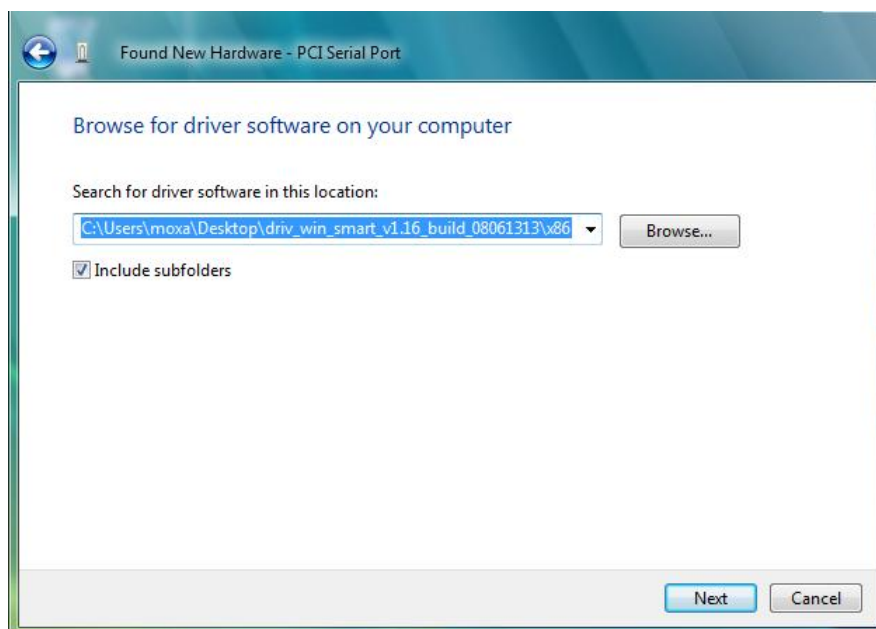 Found New Hardware - PCI Serial Port
Browse for driver software on your computer
Search for driver software in this location:
C:\Users\moxa\Desktop\driv_win_smart_v1.16_build_08061313\x86
Browse...
Include subfolders
Next
Cancel